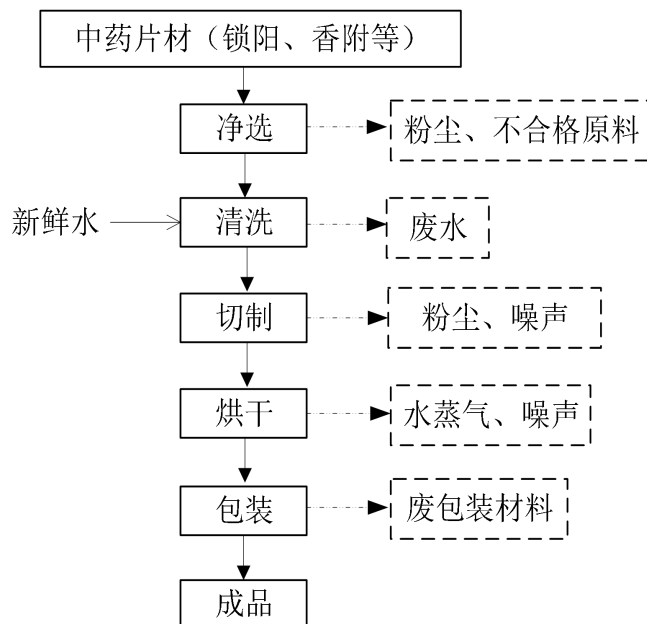 中药片材（锁阳、香附等）
净选
粉尘、不合格原料
新鲜水
清洗
废水
切制
粉尘、噪声
烘干
水蒸气、噪声
包装
废包装材料
成品